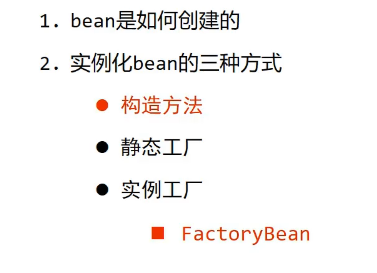 1. bean是如何创建的
2. 实例化bean的三种方式
● 构造方法
● 静态工厂
● 实例工厂
■ FactoryBean